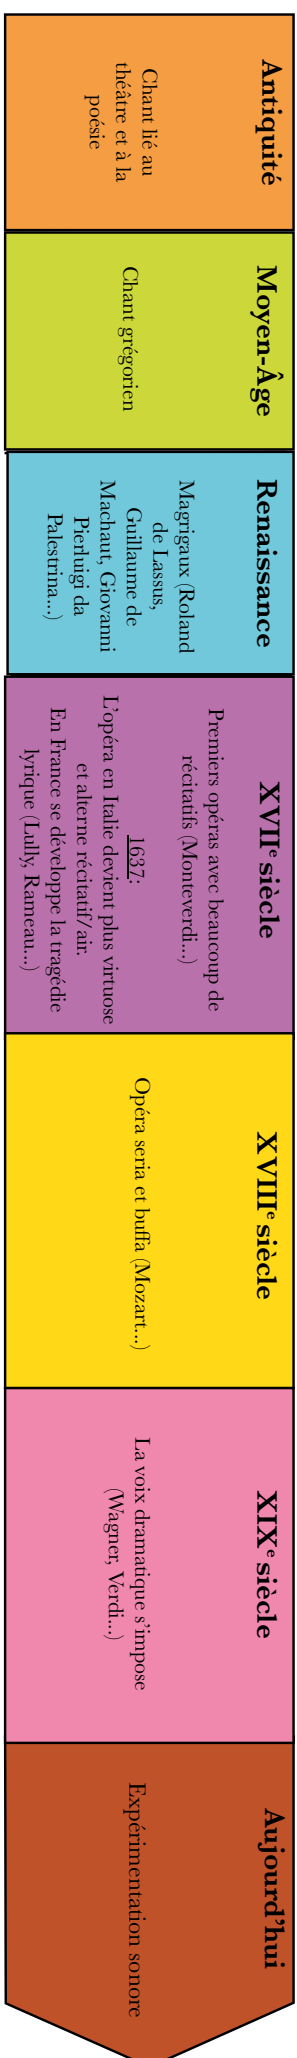 Antiquité
Chant lié au
théâtre et à la
poésie
Moyen-Âge
Chant grégorien
Renaissance
Magrigaux (Roland
de Lassus,
Guillaume de
Machaut, Giovanni
Pierluigi da
Palestrina...)
XVIIe siècle
Premiers opéras avec beaucoup de
récitatifs (Monteverdi...)
1637:
L'opéra en Italie devient plus virtuose
et alterne récitatif/air.
En France se développe la tragédie
lyrique (Lully, Rameau...)
XVIIIe siècle
Opéra seria et buffa (Mozart...)
XIXe siècle
La voix dramatique s'impose
(Wagner, Verdi...)
Aujourd'hui
Expérimentation sonore